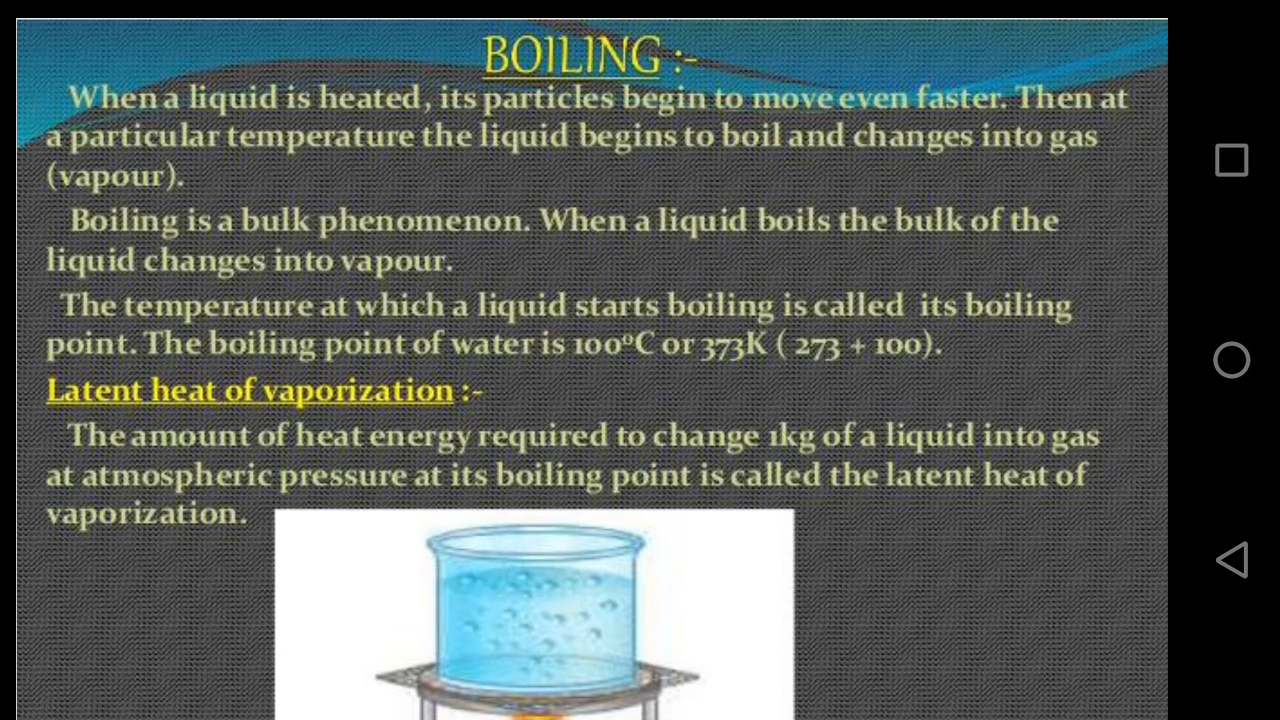 BOILING :-
When a liquid is heated, its particles begin to move even faster. Then at
a particular temperature the liquid begins to boil and changes into gas
(vapour).
Boiling is a bulk phenomenon. When a liquid boils the bulk of the
liquid changes into vapour.
The temperature at which a liquid starts boiling is called its boiling
point. The boiling point of water is 100⁰C or 373K ( 273 + 100).
Latent heat of vaporization :-
The amount of heat energy required to change 1kg of a liquid into gas
at atmospheric pressure at its boiling point is called the latent heat of
vaporization.